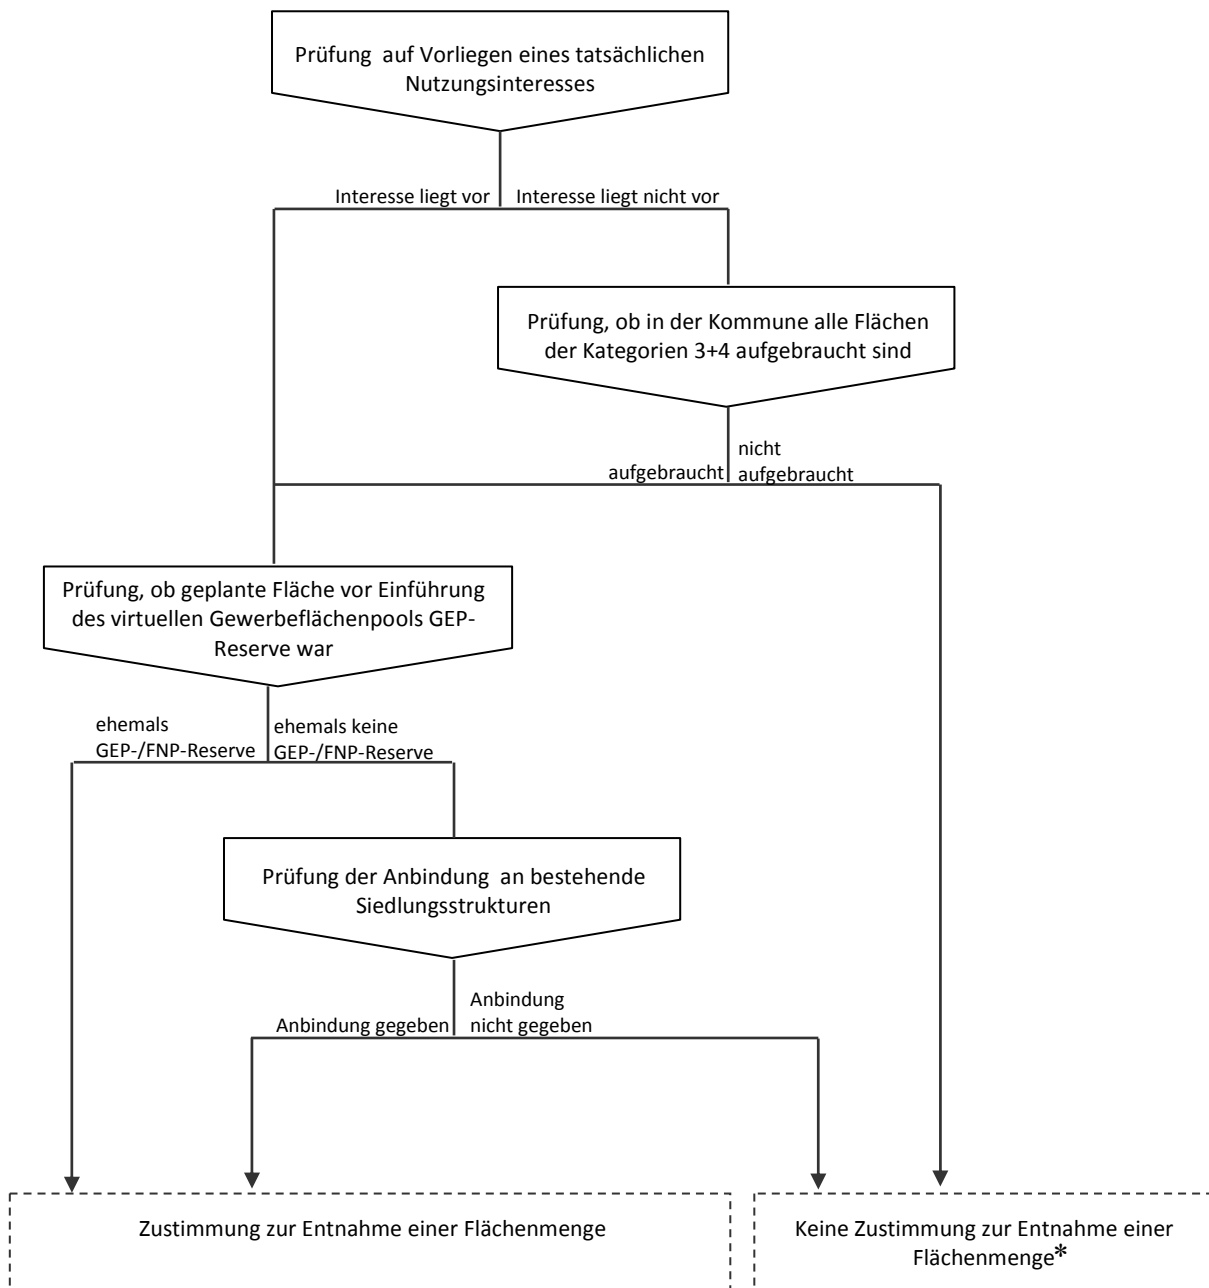 Prüfung auf Vorliegen eines tatsächlichen
Nutzungsinteresses
Interesse liegt vor
Interesse liegt nicht vor
Prüfung, ob in der Kommune alle Flächen
der Kategorien 3+4 aufgebraucht sind
aufgebraucht
nicht
aufgebraucht
Prüfung, ob geplante Fläche vor Einführung
des virtuellen Gewerbeflächenpools GEP-
Reserve war
ehemals
GEP-/FNP-Reserve
ehemals keine
GEP-/FNP-Reserve
Prüfung der Anbindung an bestehende
Siedlungsstrukturen
Anbindung gegeben
Anbindung
nicht gegeben
Zustimmung zur Entnahme einer Flächenmenge
Keine Zustimmung zur Entnahme einer
Flächenmenge*